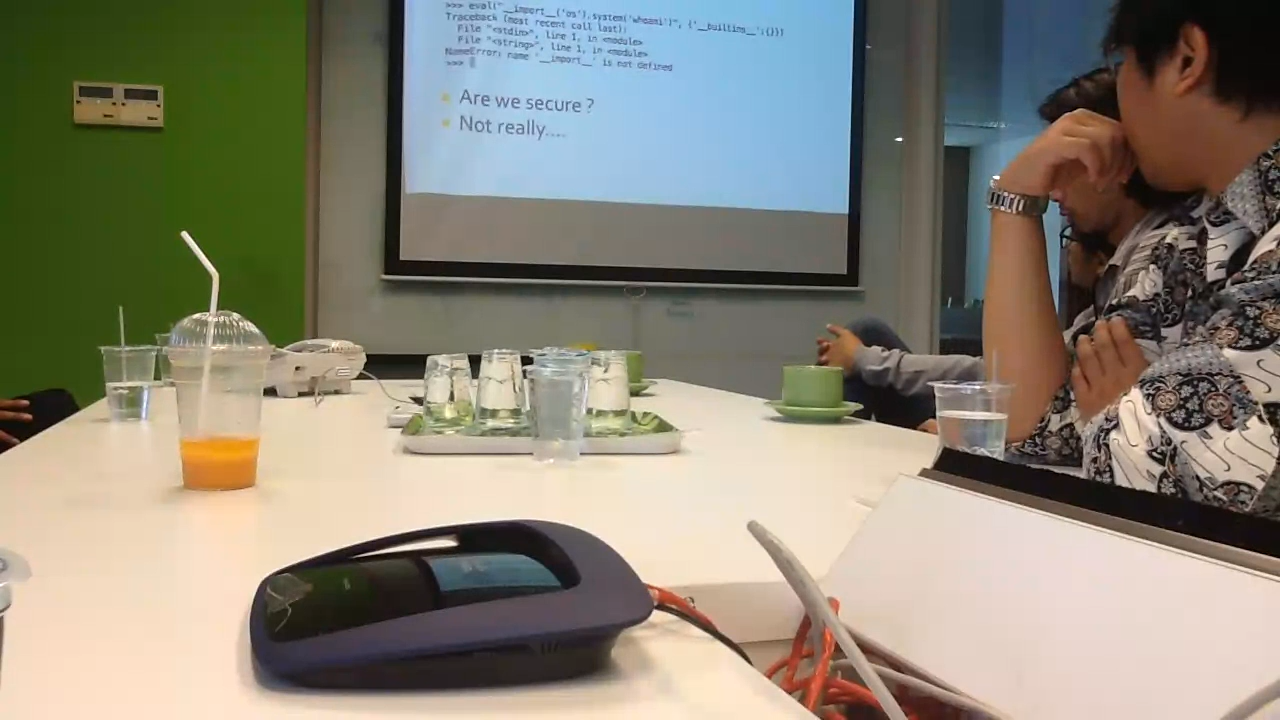 >>> eval("__import__('os').system('whoami')", {'__builtins__':{}})
Traceback (most recent call last):
File "<stdin>", line 1, in <module>
File "<string>", line 1, in <module>
NameError: name '__import__' is not defined
>>>
Are we secure ?
Not really....